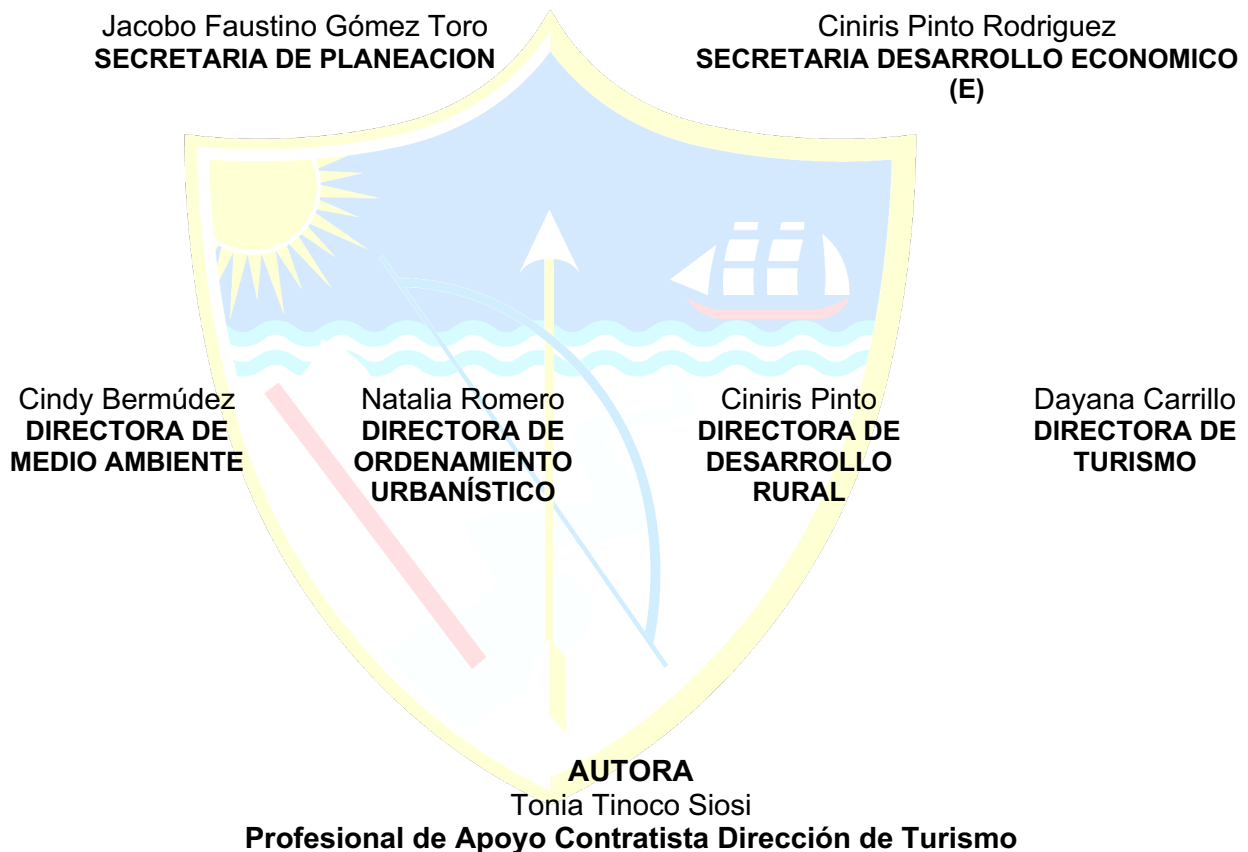 Jacobo Faustino Gómez Toro
SECRETARIA DE PLANEACION
Ciniris Pinto Rodriguez
SECRETARIA DESARROLLO ECONOMICO
(E)
Cindy Bermúdez
DIRECTORA DE
MEDIO AMBIENTE
Natalia Romero
DIRECTORA DE
ORDENAMIENTO
URBANÍSTICO
Ciniris Pinto
DIRECTORA DE
DESARROLLO
RURAL
Dayana Carrillo
DIRECTORA DE
TURISMO
AUTORA
Tonia Tinoco Siosi
Profesional de Apoyo Contratista Dirección de Turismo